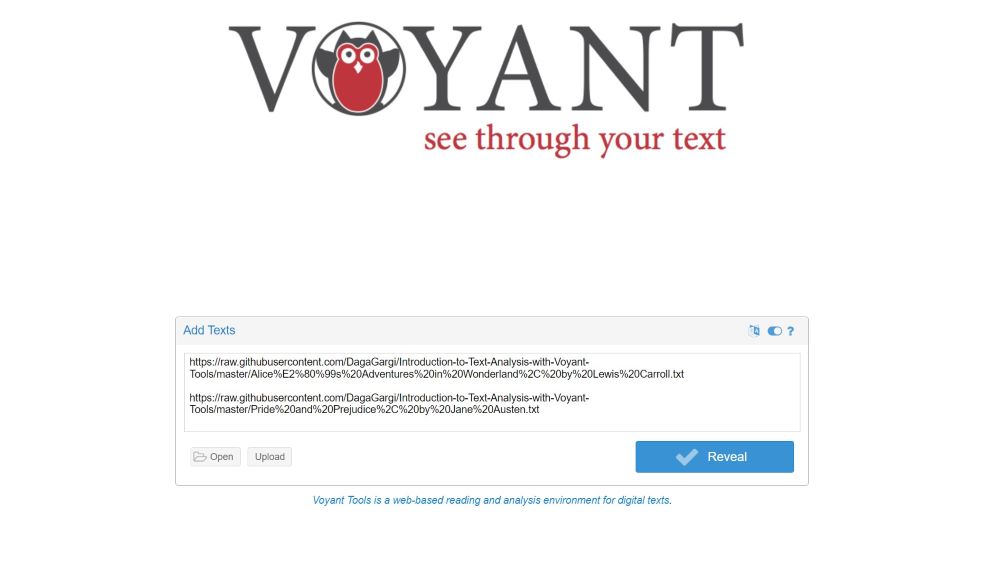 VOYANT
see through your text
Add Texts
?
https://raw.githubusercontent.com/DagaGargi/Introduction-to-Text-Analysis-with-Voyant-
Tools/master/Alice%E2%80%99s%20Adventures%20in%20Wonderland%2C%20by%20Lewis%20Carroll.txt
https://raw.githubusercontent.com/DagaGargi/Introduction-to-Text-Analysis-with-Voyant-
Tools/master/Pride%20and%20Prejudice%2C%20by%20Jane%20Austen.txt
Open Upload Reveal
Voyant Tools is a web-based reading and analysis environment for digital texts.